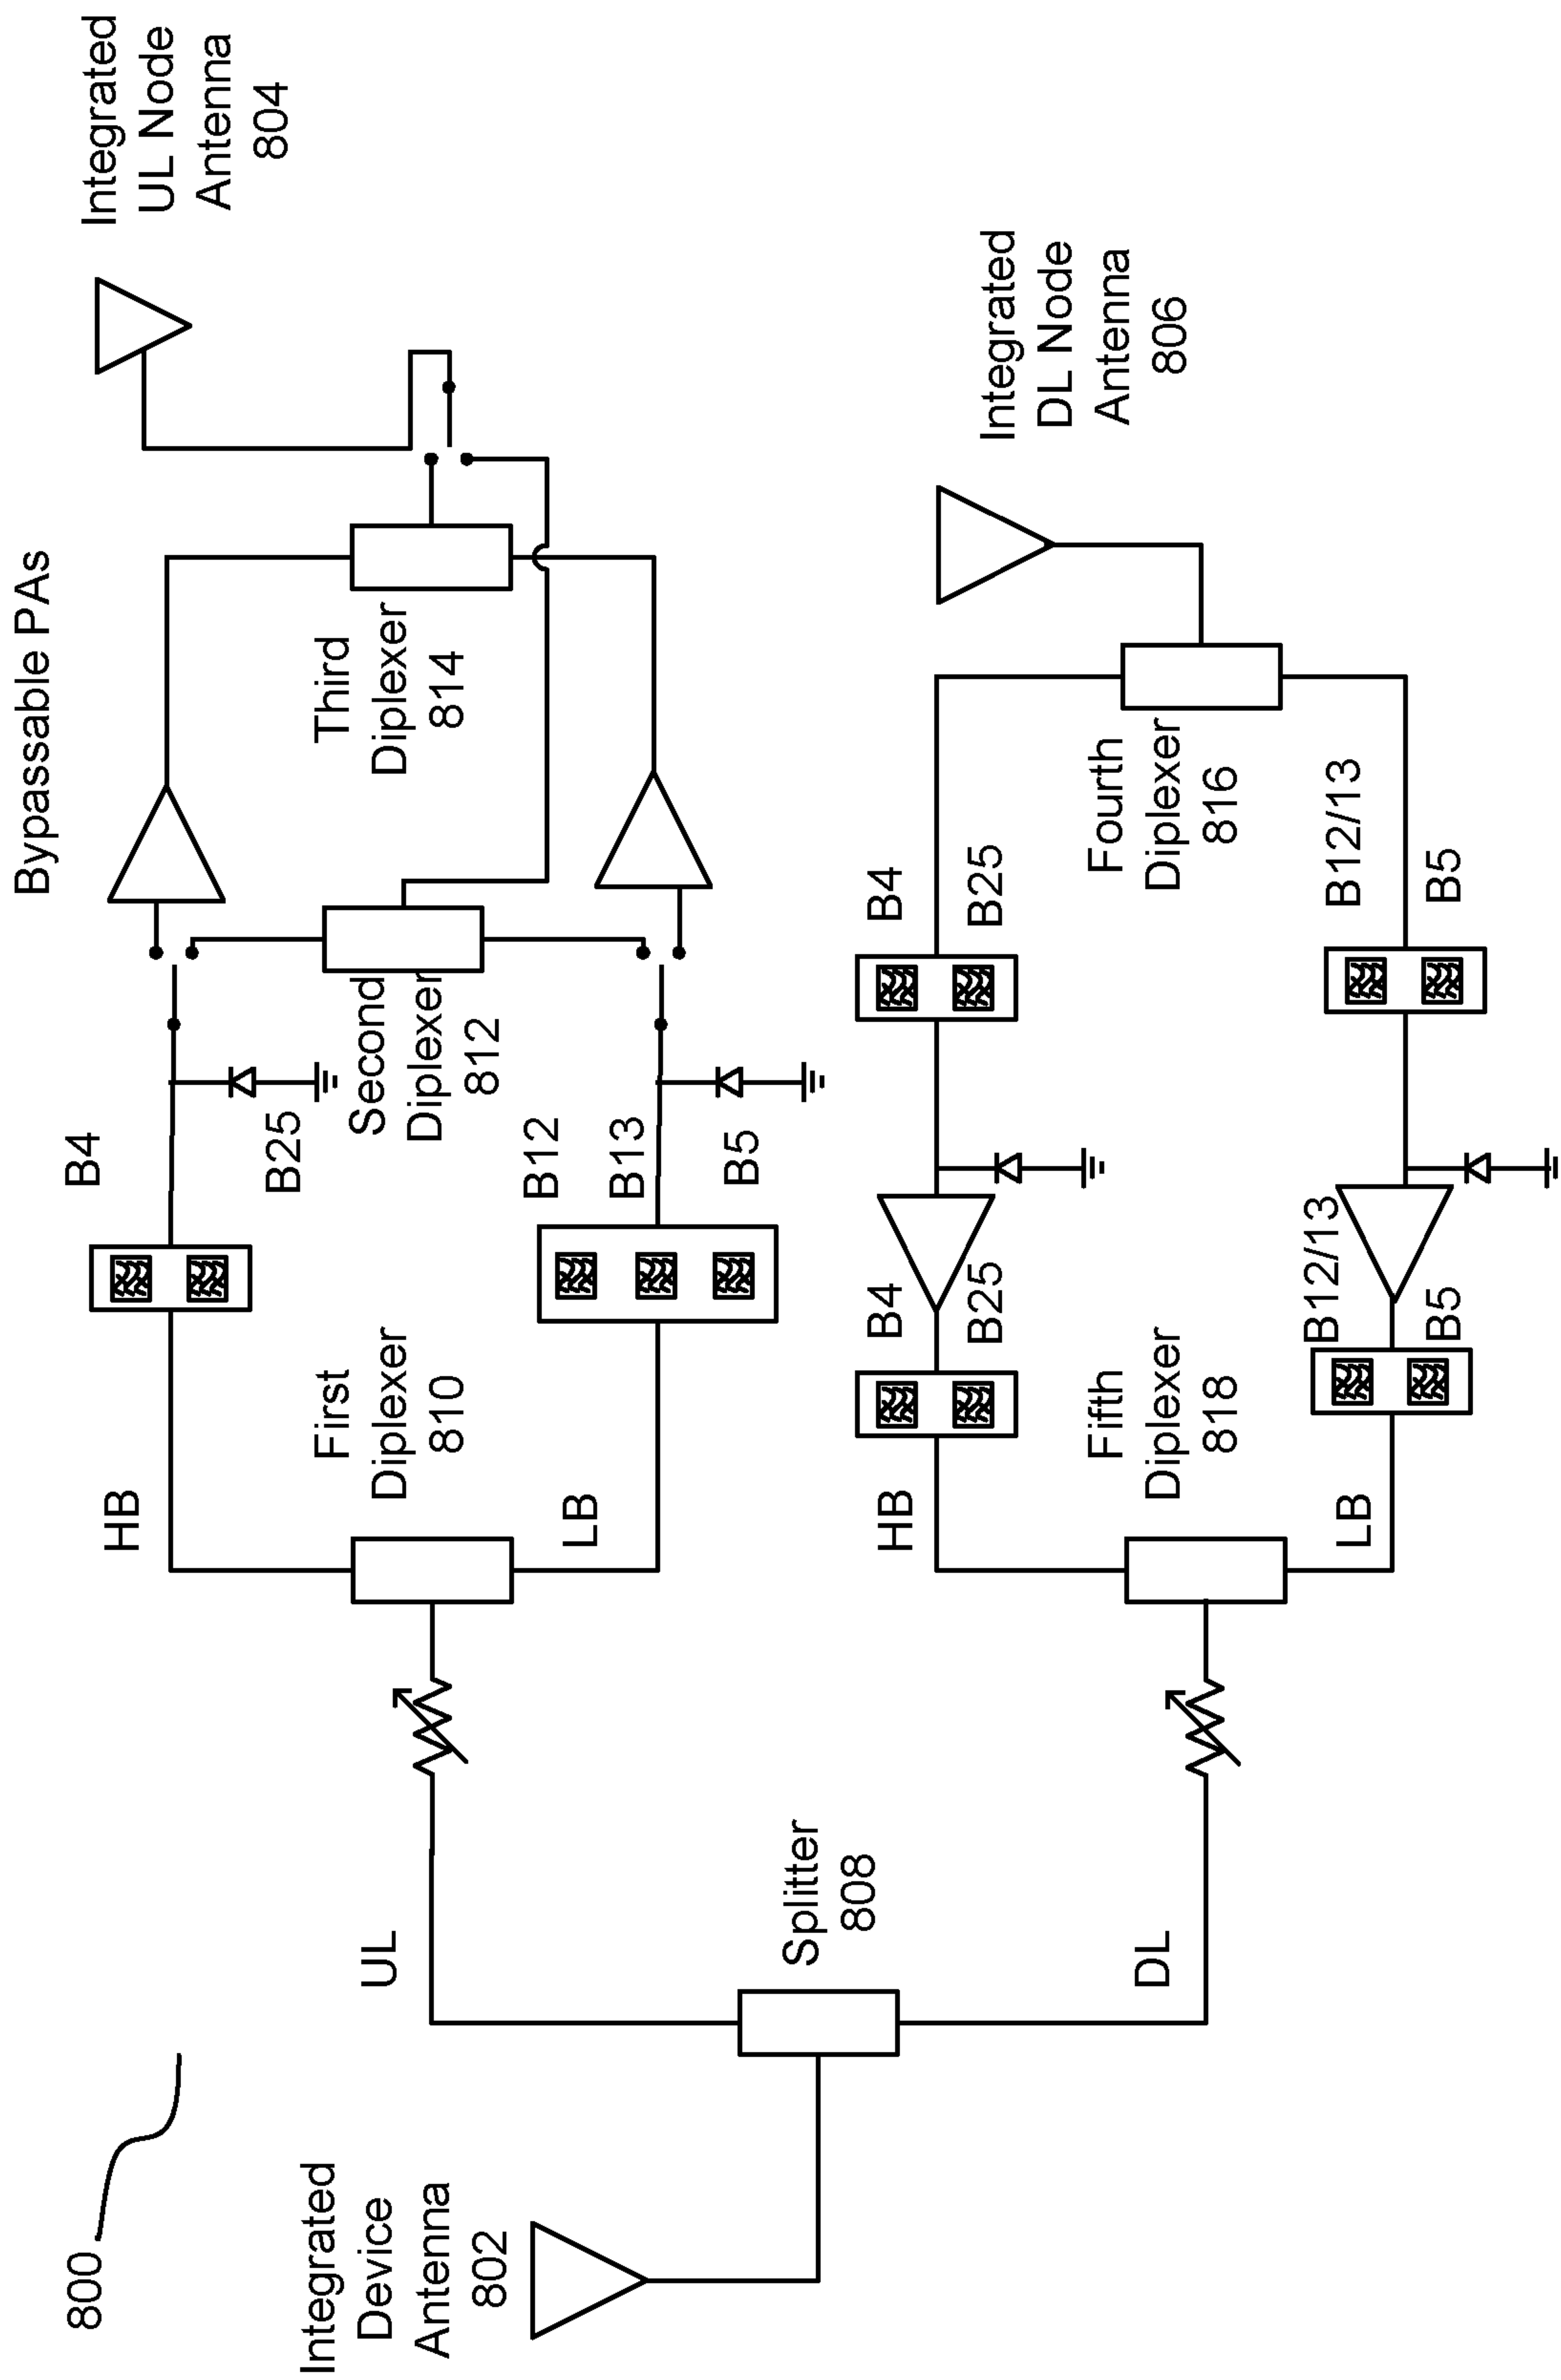 800
Integrated
Device
Antenna
802
Splitter
808
UL
DL
HB
First
Diplexer
810
LB
B4
B25
B12
B13
B5
Second
Diplexer
812
Bypassable PAs
Third
Diplexer
814
Integrated
UL Node
Antenna
804
HB
Fifth
Diplexer
818
LB
B4
B25
B12/13
B5
B4
B25
B12/13
B5
Fourth
Diplexer
816
Integrated
DL Node
Antenna
806